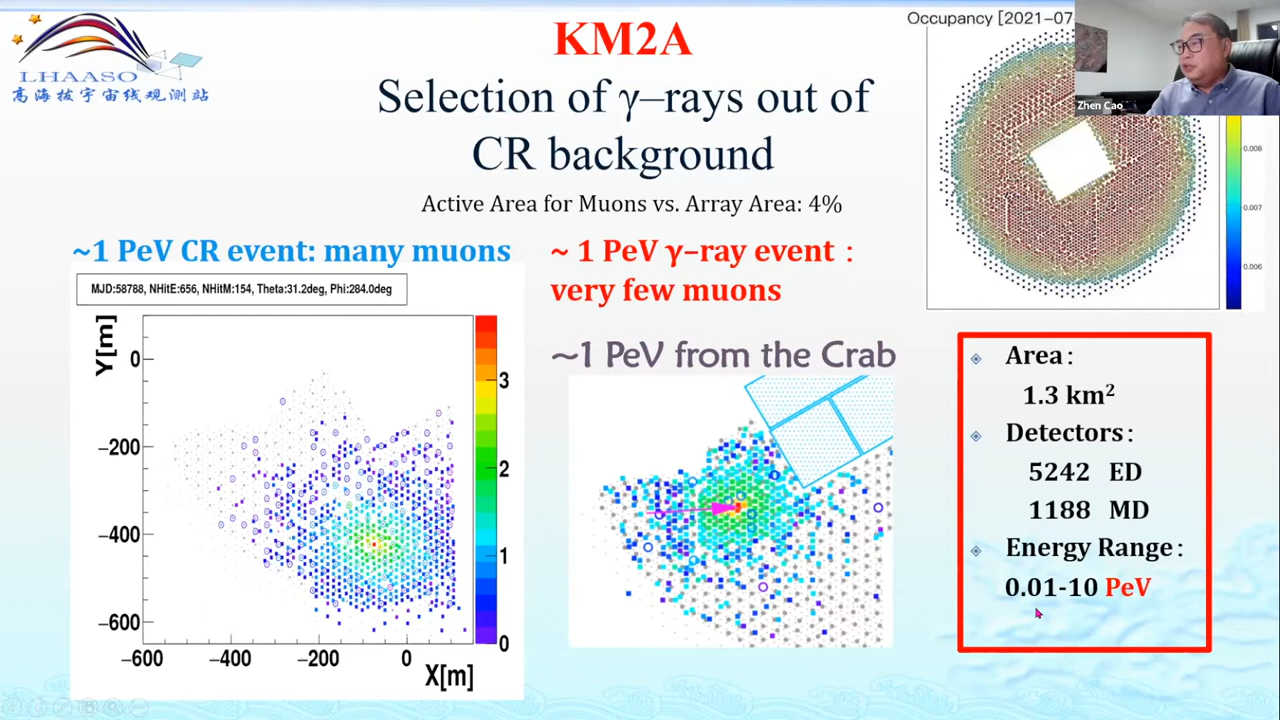 LHAASO
高海拔宇宙线观测站
KM2A
Selection of γ–rays out of
CR background
Active Area for Muons vs. Array Area: 4%
Occupancy [2021–07
Zhen Cao
0.008
0.007
0.006
~1 PeV CR event: many muons
MJD:58788, NHitE:656, NHitM:154, Theta:31.2deg, Phi:284.0deg
Y[m]
0
−200
−400
−600
−600
−400
−200
0
X[m]
3
2
1
0
~ 1 PeV γ–ray event :
very few muons
~1 PeV from the Crab
Area:
1.3 km²
Detectors:
5242 ED
1188 MD
Energy Range:
0.01-10 PeV